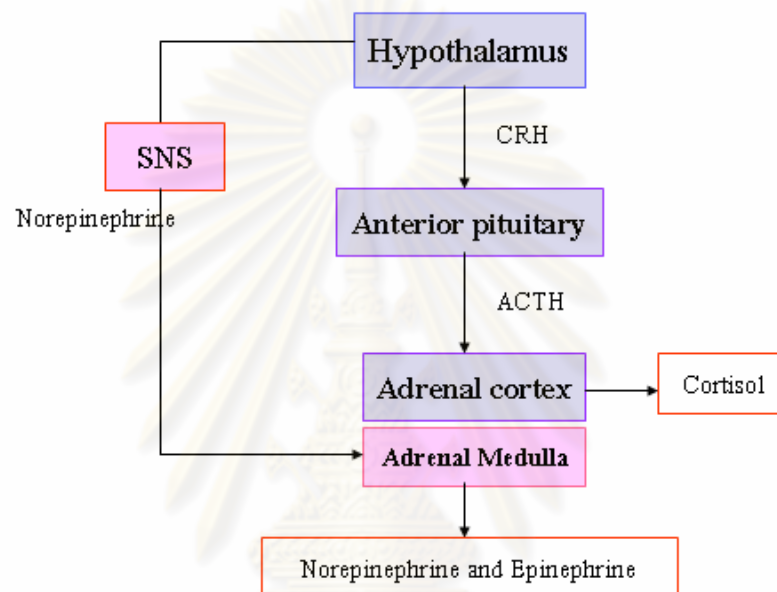 Hypothalamus
SNS
CRH
Norepinephrine
Anterior pituitary
ACTH
Adrenal cortex
Cortisol
Adrenal Medulla
Norepinephrine and Epinephrine